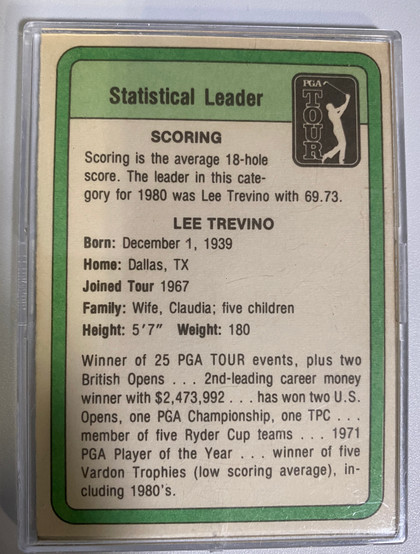 Statistical Leader
PGA
TOUR
SCORING
Scoring is the average 18-hole
score. The leader in this cate-
gory for 1980 was Lee Trevino with 69.73.
LEE TREVINO
Born: December 1, 1939
Home: Dallas, TX
Joined Tour 1967
Family: Wife, Claudia; five children
Height: 5'7" Weight: 180
Winner of 25 PGA TOUR events, plus two
British Opens . . . 2nd-leading career money
winner with $2,473,992 . . . has won two U.S.
Opens, one PGA Championship, one TPC . . .
member of five Ryder Cup teams . . . 1971
PGA Player of the Year . . . winner of five
Vardon Trophies (low scoring average), in-
cluding 1980's.